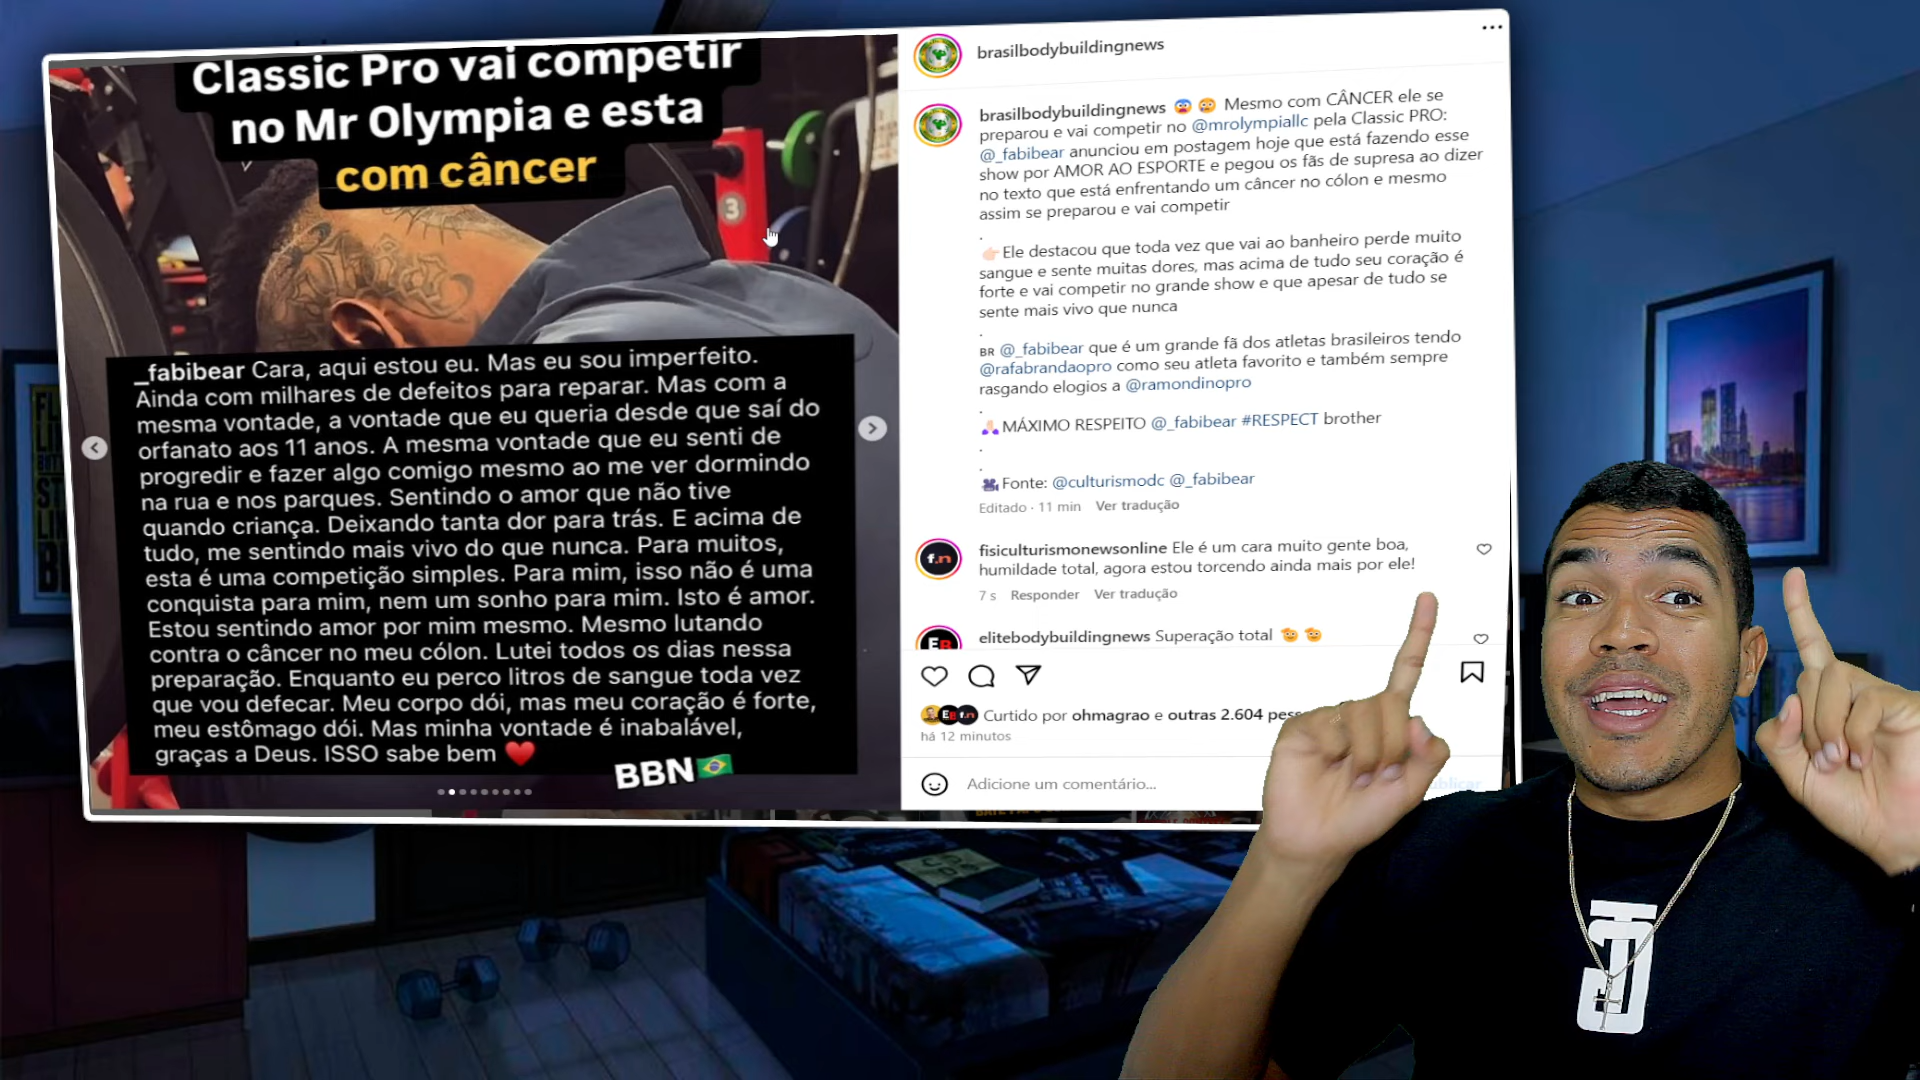 Classic Pro vai competir
no Mr Olympia e esta
com câncer
3
_fabibear Cara, aqui estou eu. Mas eu sou imperfeito.
Ainda com milhares de defeitos para reparar. Mas com a
mesma vontade, a vontade que eu queria desde que saí do
orfanato aos 11 anos. A mesma vontade que eu senti de
progredir e fazer algo comigo mesmo ao me ver dormindo
na rua e nos parques. Sentindo o amor que não tive
quando criança. Deixando tanta dor para trás. E acima de
tudo, me sentindo mais vivo do que nunca. Para muitos,
esta é uma competição simples. Para mim, isso não é uma
conquista para mim, nem um sonho para mim. Isto é amor.
Estou sentindo amor por mim mesmo. Mesmo lutando
contra o câncer no meu cólon. Lutei todos os dias nessa
preparação. Enquanto eu perco litros de sangue toda vez
que vou defecar. Meu corpo dói, mas meu coração é forte,
meu estômago dói. Mas minha vontade é inabalável,
graças a Deus. ISSO sabe bem ❤️
BBN🇧🇷
brasilbodybuildingnews
brasilbodybuildingnews 😨 😳 Mesmo com CÂNCER ele se
preparou e vai competir no @mrolympiallc pela Classic PRO:
@_fabibear anunciou em postagem hoje que está fazendo esse
show por AMOR AO ESPORTE e pegou os fãs de supresa ao dizer
no texto que está enfrentando um câncer no cólon e mesmo
assim se preparou e vai competir
.
👉🏻Ele destacou que toda vez que vai ao banheiro perde muito
sangue e sente muitas dores, mas acima de tudo seu coração é
forte e vai competir no grande show e que apesar de tudo se
sente mais vivo que nunca
.
BR @_fabibear que é um grande fã dos atletas brasileiros tendo
@rafabrandaopro como seu atleta favorito e também sempre
rasgando elogios a @ramondinopro
.
🙏🏻MÁXIMO RESPEITO @_fabibear #RESPECT brother
.
.
🎥Fonte: @culturismodc @_fabibear
Editado · 11 min Ver tradução
f.n
fisiculturismonewsonline Ele é um cara muito gente boa,
humildade total, agora estou torcendo ainda mais por ele!
7 s Responder Ver tradução
elitebodybuildingnews Superação total 🫡 🫡
Curtido por ohmagrao e outras 2.604
há 12 minutos
Adicione um comentário...